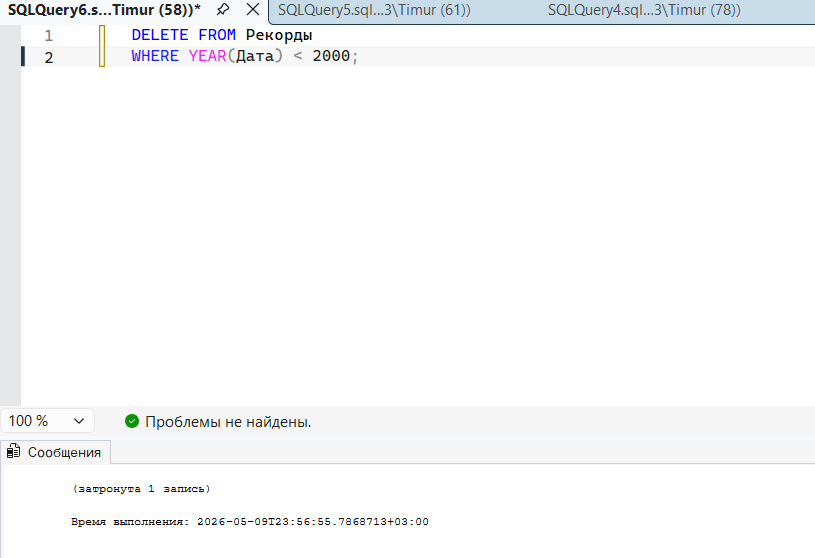 SQLQuery6.s...Timur (58))* SQLQuery5.sql...3\Timur (61)) SQLQuery4.sql...3\Timur (78))
1 DELETE FROM Рекорды
2 WHERE YEAR(Дата) < 2000;
100 % Проблемы не найдены.
Сообщения
(затронута 1 запись)
Время выполнения: 2026-05-09T23:56:55.7868713+03:00